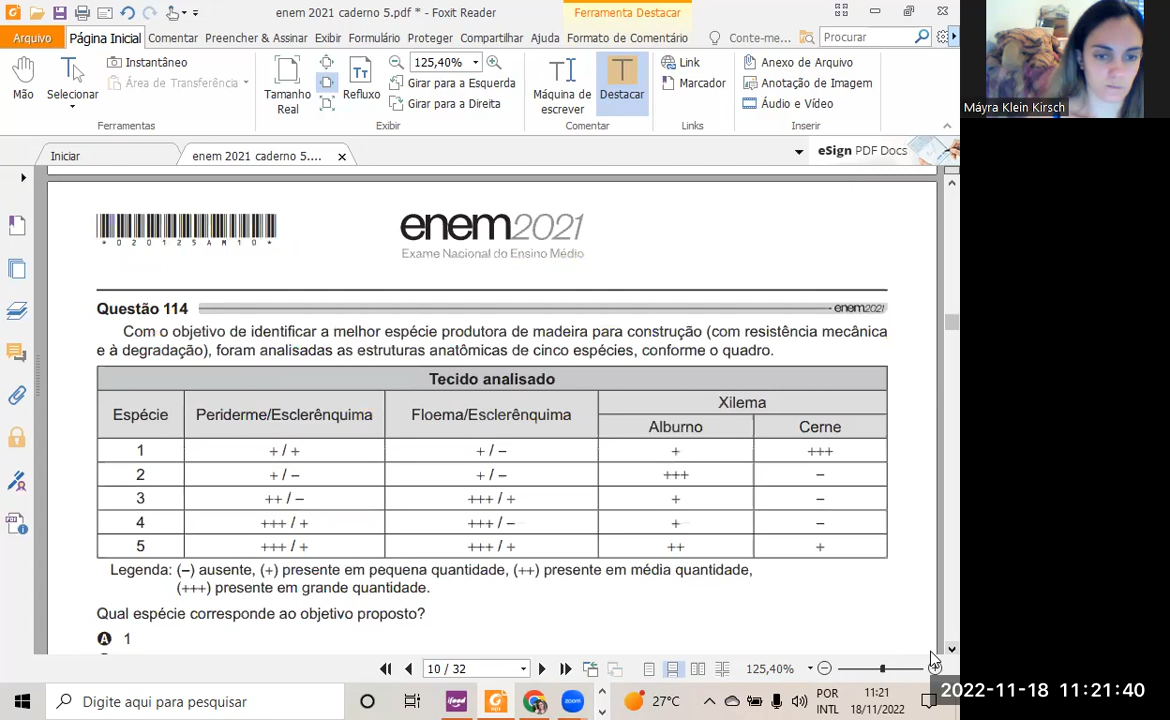 enem 2021 caderno 5.pdf * - Foxit Reader
Ferramenta Destacar
Arquivo
Página Inicial
Comentar
Preencher & Assinar
Exibir
Formulário
Proteger
Compartilhar
Ajuda
Formato de Comentário
Conte-me...
Procurar
Mão
Selecionar
Instantâneo
Área de Transferência
Ferramentas
Tamanho
Real
Refluxo
125,40%
Girar para a Esquerda
Girar para a Direita
Exibir
Máquina de
escrever
Destacar
Comentar
Link
Marcador
Links
Anexo de Arquivo
Anotação de Imagem
Áudio e Vídeo
Inserir
Máyra Klein Kirsch
Iniciar
enem 2021 caderno 5....
eSign PDF Docs
*020125AM10*
enem2021
Exame Nacional do Ensino Médio
Questão 114
enem2021
Com o objetivo de identificar a melhor espécie produtora de madeira para construção (com resistência mecânica
e à degradação), foram analisadas as estruturas anatômicas de cinco espécies, conforme o quadro.
Tecido analisado
Espécie Periderme/Esclerênquima Floema/Esclerênquima Xilema
Alburno Cerne
1 + / + + / – + +++
2 + / – + / – +++ –
3 ++ / – +++ / + + –
4 +++ / + +++ / – + –
5 +++ / + +++ / + ++ +
Legenda: (–) ausente, (+) presente em pequena quantidade, (++) presente em média quantidade,
(+++) presente em grande quantidade.
Qual espécie corresponde ao objetivo proposto?
A 1
10 / 32
125,40%
Digite aqui para pesquisar
27°C
POR
INTL
11:21
18/11/2022
2022-11-18 11:21:40